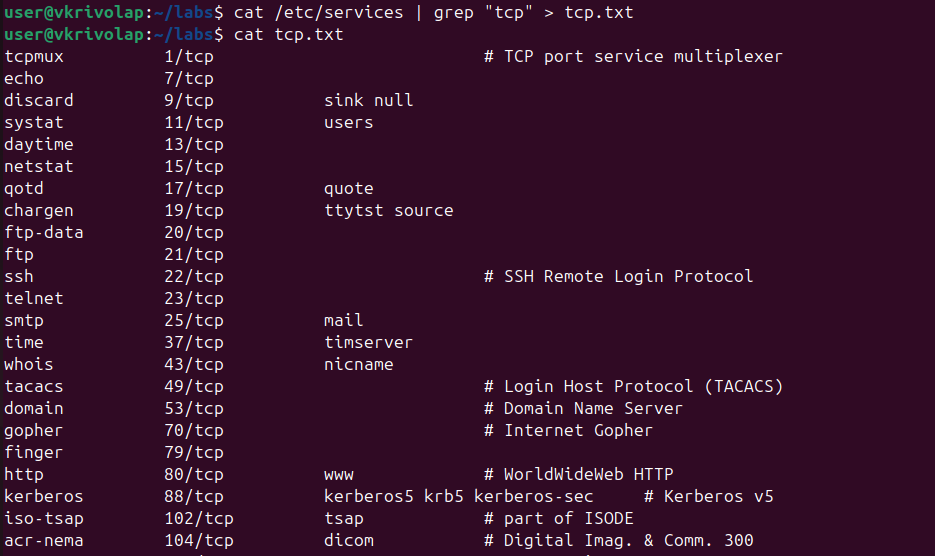 user@vkrivolap:~/labs$ cat /etc/services | grep "tcp" > tcp.txt
user@vkrivolap:~/labs$ cat tcp.txt
tcpmux          1/tcp                           # TCP port service multiplexer
echo            7/tcp
discard         9/tcp           sink null
systat          11/tcp          users
daytime         13/tcp
netstat         15/tcp
qotd            17/tcp          quote
chargen         19/tcp          ttytst source
ftp-data        20/tcp
ftp             21/tcp
ssh             22/tcp                          # SSH Remote Login Protocol
telnet          23/tcp
smtp            25/tcp          mail
time            37/tcp          timserver
whois           43/tcp          nicname
tacacs          49/tcp                          # Login Host Protocol (TACACS)
domain          53/tcp                          # Domain Name Server
gopher          70/tcp                          # Internet Gopher
finger          79/tcp
http            80/tcp          www             # WorldWideWeb HTTP
kerberos        88/tcp          kerberos5 krb5 kerberos-sec     # Kerberos v5
iso-tsap        102/tcp         tsap            # part of ISODE
acr-nema        104/tcp         dicom           # Digital Imag. & Comm. 300